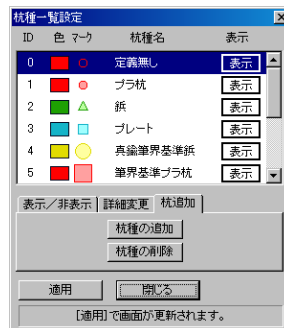 杭種一覧設定
ID 色 マーク 杭種名 表示
0 定義無し 表示
1 プラ杭 表示
2 鋲 表示
3 プレート 表示
4 真鍮筆界基準鋲 表示
5 筆界基準プラ杭 表示
表示／非表示 詳細変更 杭追加
杭種の追加
杭種の削除
適用 閉じる
[適用]で画面が更新されます。